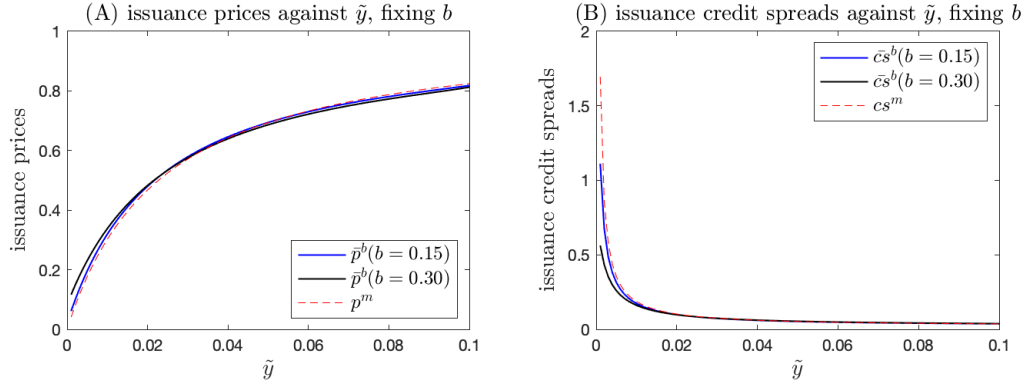 (A) issuance prices against ỹ, fixing b
issuance prices
1
0.8
0.6
0.4
0.2
0
0 0.02 0.04 0.06 0.08 0.1
ỹ
p̄ᵇ(b = 0.15)
p̄ᵇ(b = 0.30)
pᵐ
(B) issuance credit spreads against ỹ, fixing b
issuance credit spreads
2
1.5
1
0.5
0
0 0.02 0.04 0.06 0.08 0.1
ỹ
c̄sᵇ(b = 0.15)
c̄sᵇ(b = 0.30)
csᵐ